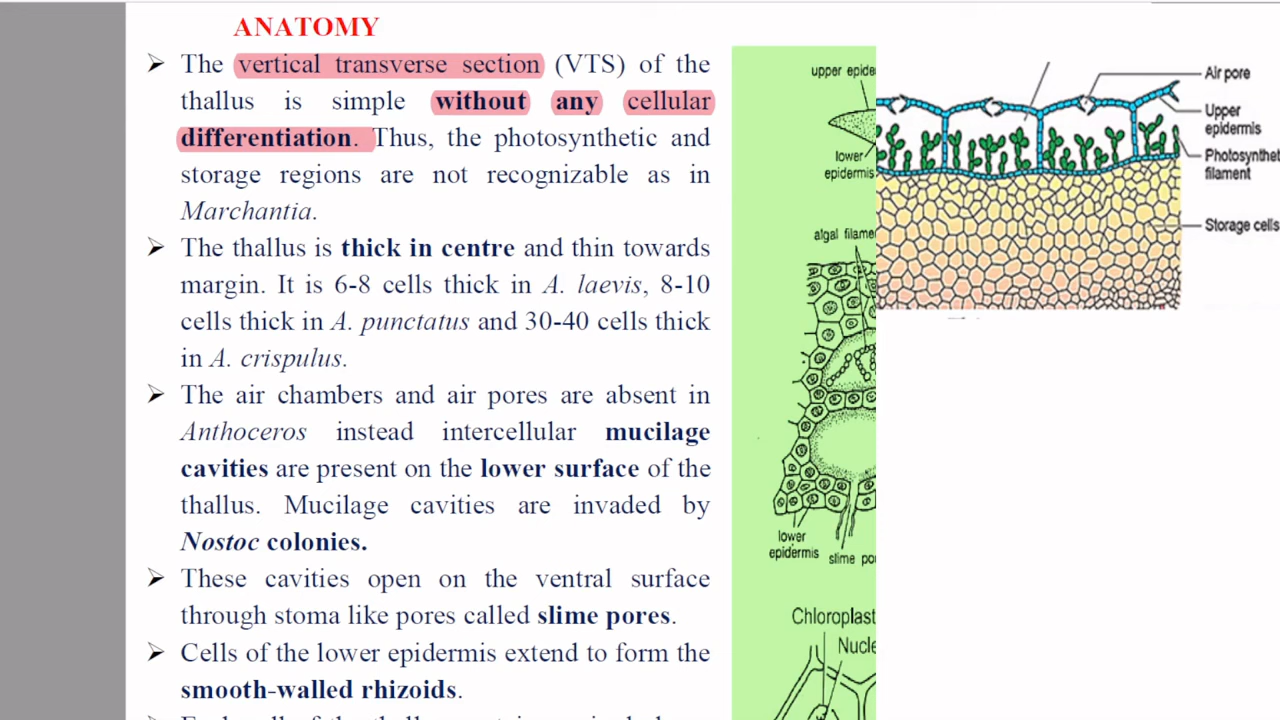 ANATOMY
➢ The vertical transverse section (VTS) of the
thallus is simple without any cellular
differentiation. Thus, the photosynthetic and
storage regions are not recognizable as in
Marchantia.
➢ The thallus is thick in centre and thin towards
margin. It is 6-8 cells thick in A. laevis, 8-10
cells thick in A. punctatus and 30-40 cells thick
in A. crispulus.
➢ The air chambers and air pores are absent in
Anthoceros instead intercellular mucilage
cavities are present on the lower surface of the
thallus. Mucilage cavities are invaded by
Nostoc colonies.
➢ These cavities open on the ventral surface
through stoma like pores called slime pores.
➢ Cells of the lower epidermis extend to form the
smooth-walled rhizoids.
upper epide
lower
epidermis
algal filame
lower
epidermis
slime po
Chloroplast
Nucle
Air pore
Upper
epidermis
Photosynthet
filament
Storage cells